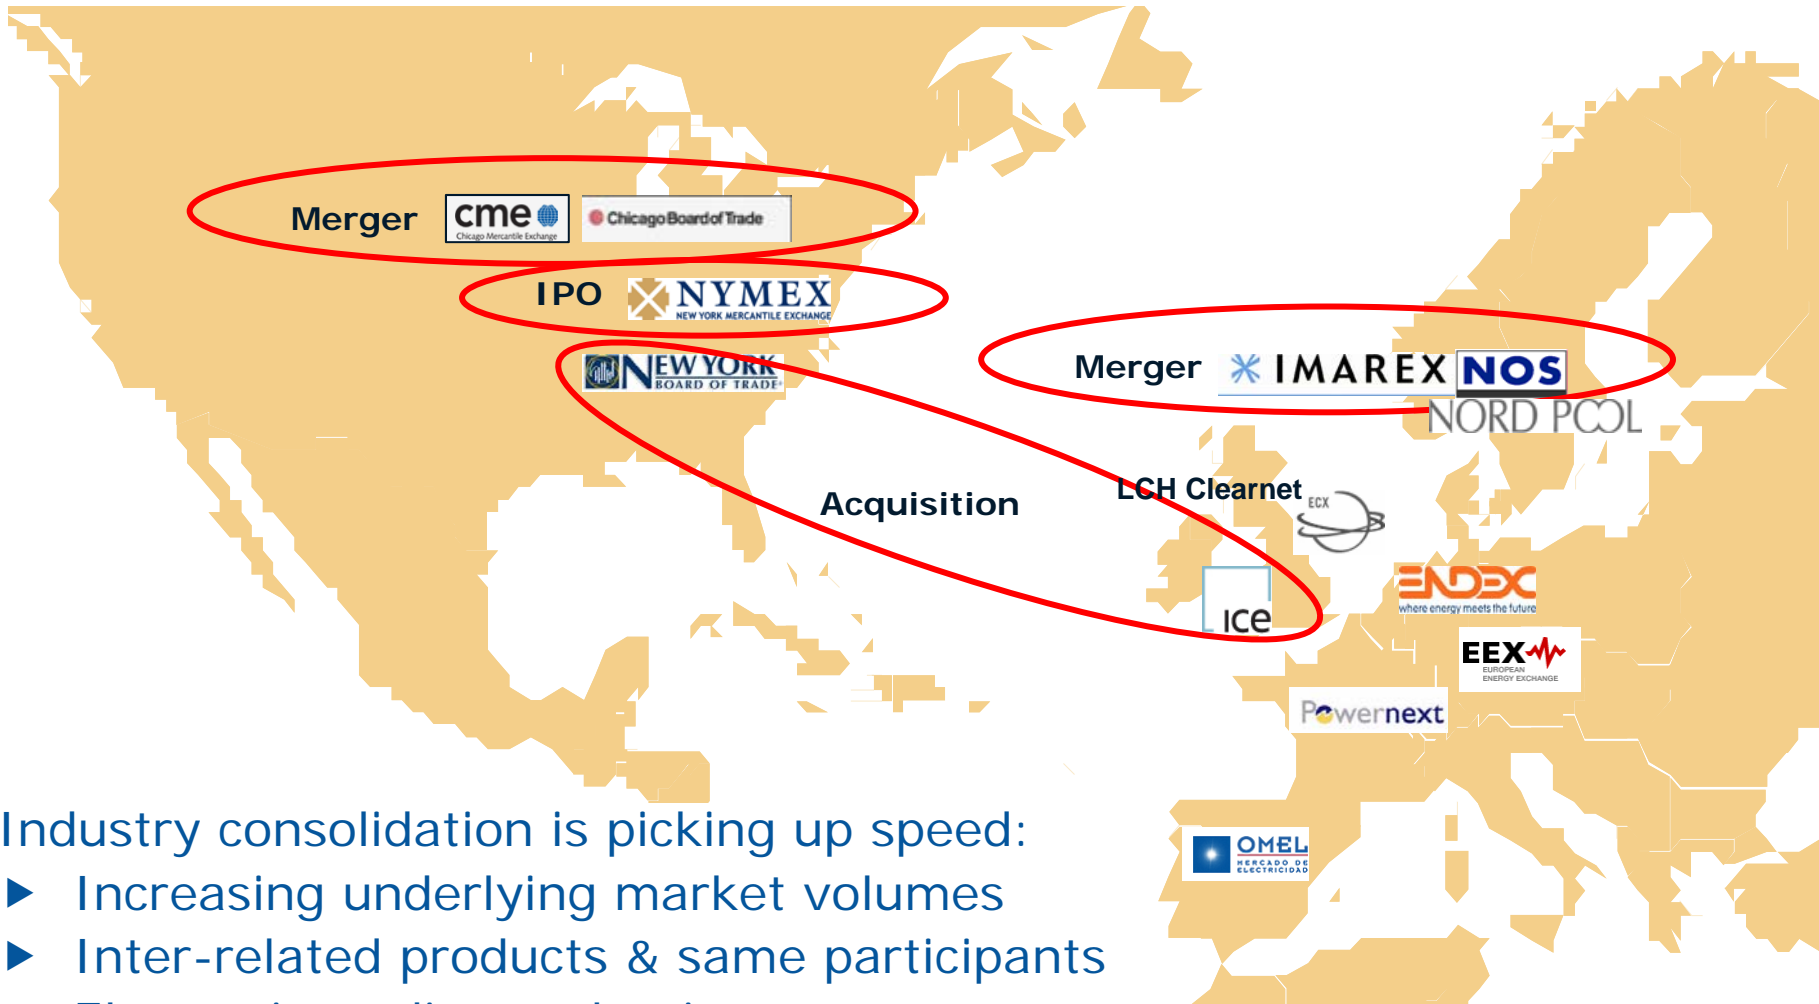 Merger
cme
Chicago Mercantile Exchange
Chicago Board of Trade
IPO
NYMEX
NEW YORK MERCANTILE EXCHANGE
NEW YORK
BOARD OF TRADE
Merger
IMAREX NOS
NORD POOL
Acquisition
LCH Clearnet
ECX
ENDEX
where energy meets the future
ice
EEX
EUROPEAN
ENERGY EXCHANGE
Powernext
OMEL
MERCADO DE
ELECTRICIDAD
Industry consolidation is picking up speed:
Increasing underlying market volumes
Inter-related products & same participants